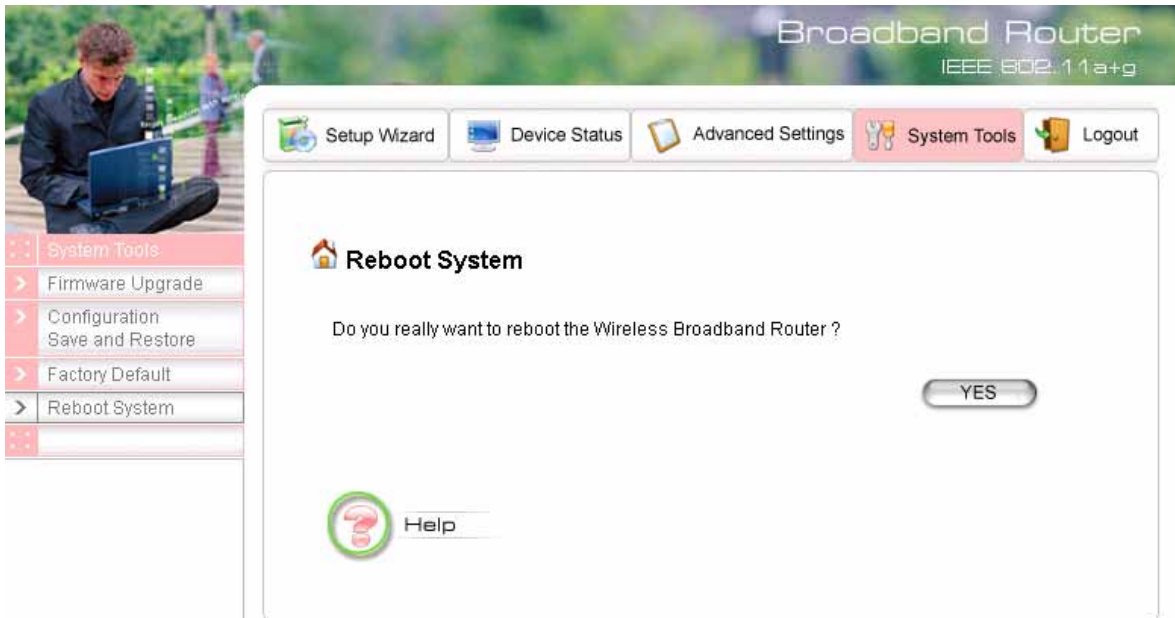 Broadband Router
IEEE 802.11a+g
Setup Wizard
Device Status
Advanced Settings
System Tools
Logout
System Tools
Firmware Upgrade
Configuration
Save and Restore
Factory Default
Reboot System
Reboot System
Do you really want to reboot the Wireless Broadband Router ?
YES
Help